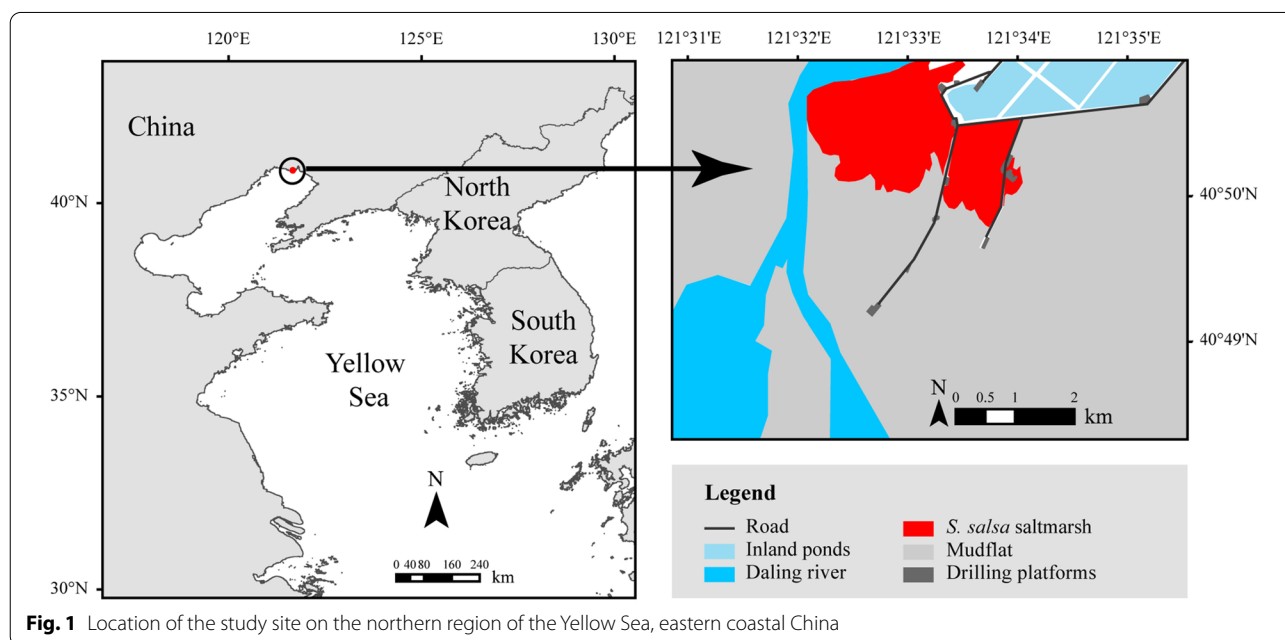 120°E 125°E 130°E
121°31'E 121°32'E 121°33'E 121°34'E 121°35'E
China
North
Korea
40°N
40°50'N
South
Korea
Yellow
Sea
40°49'N
35°N
N
0 0.5 1 2
km
N
0 40 80 160 240
km
30°N
Legend
Road
S. salsa saltmarsh
Inland ponds
Mudflat
Daling river
Drilling platforms
Fig. 1 Location of the study site on the northern region of the Yellow Sea, eastern coastal China